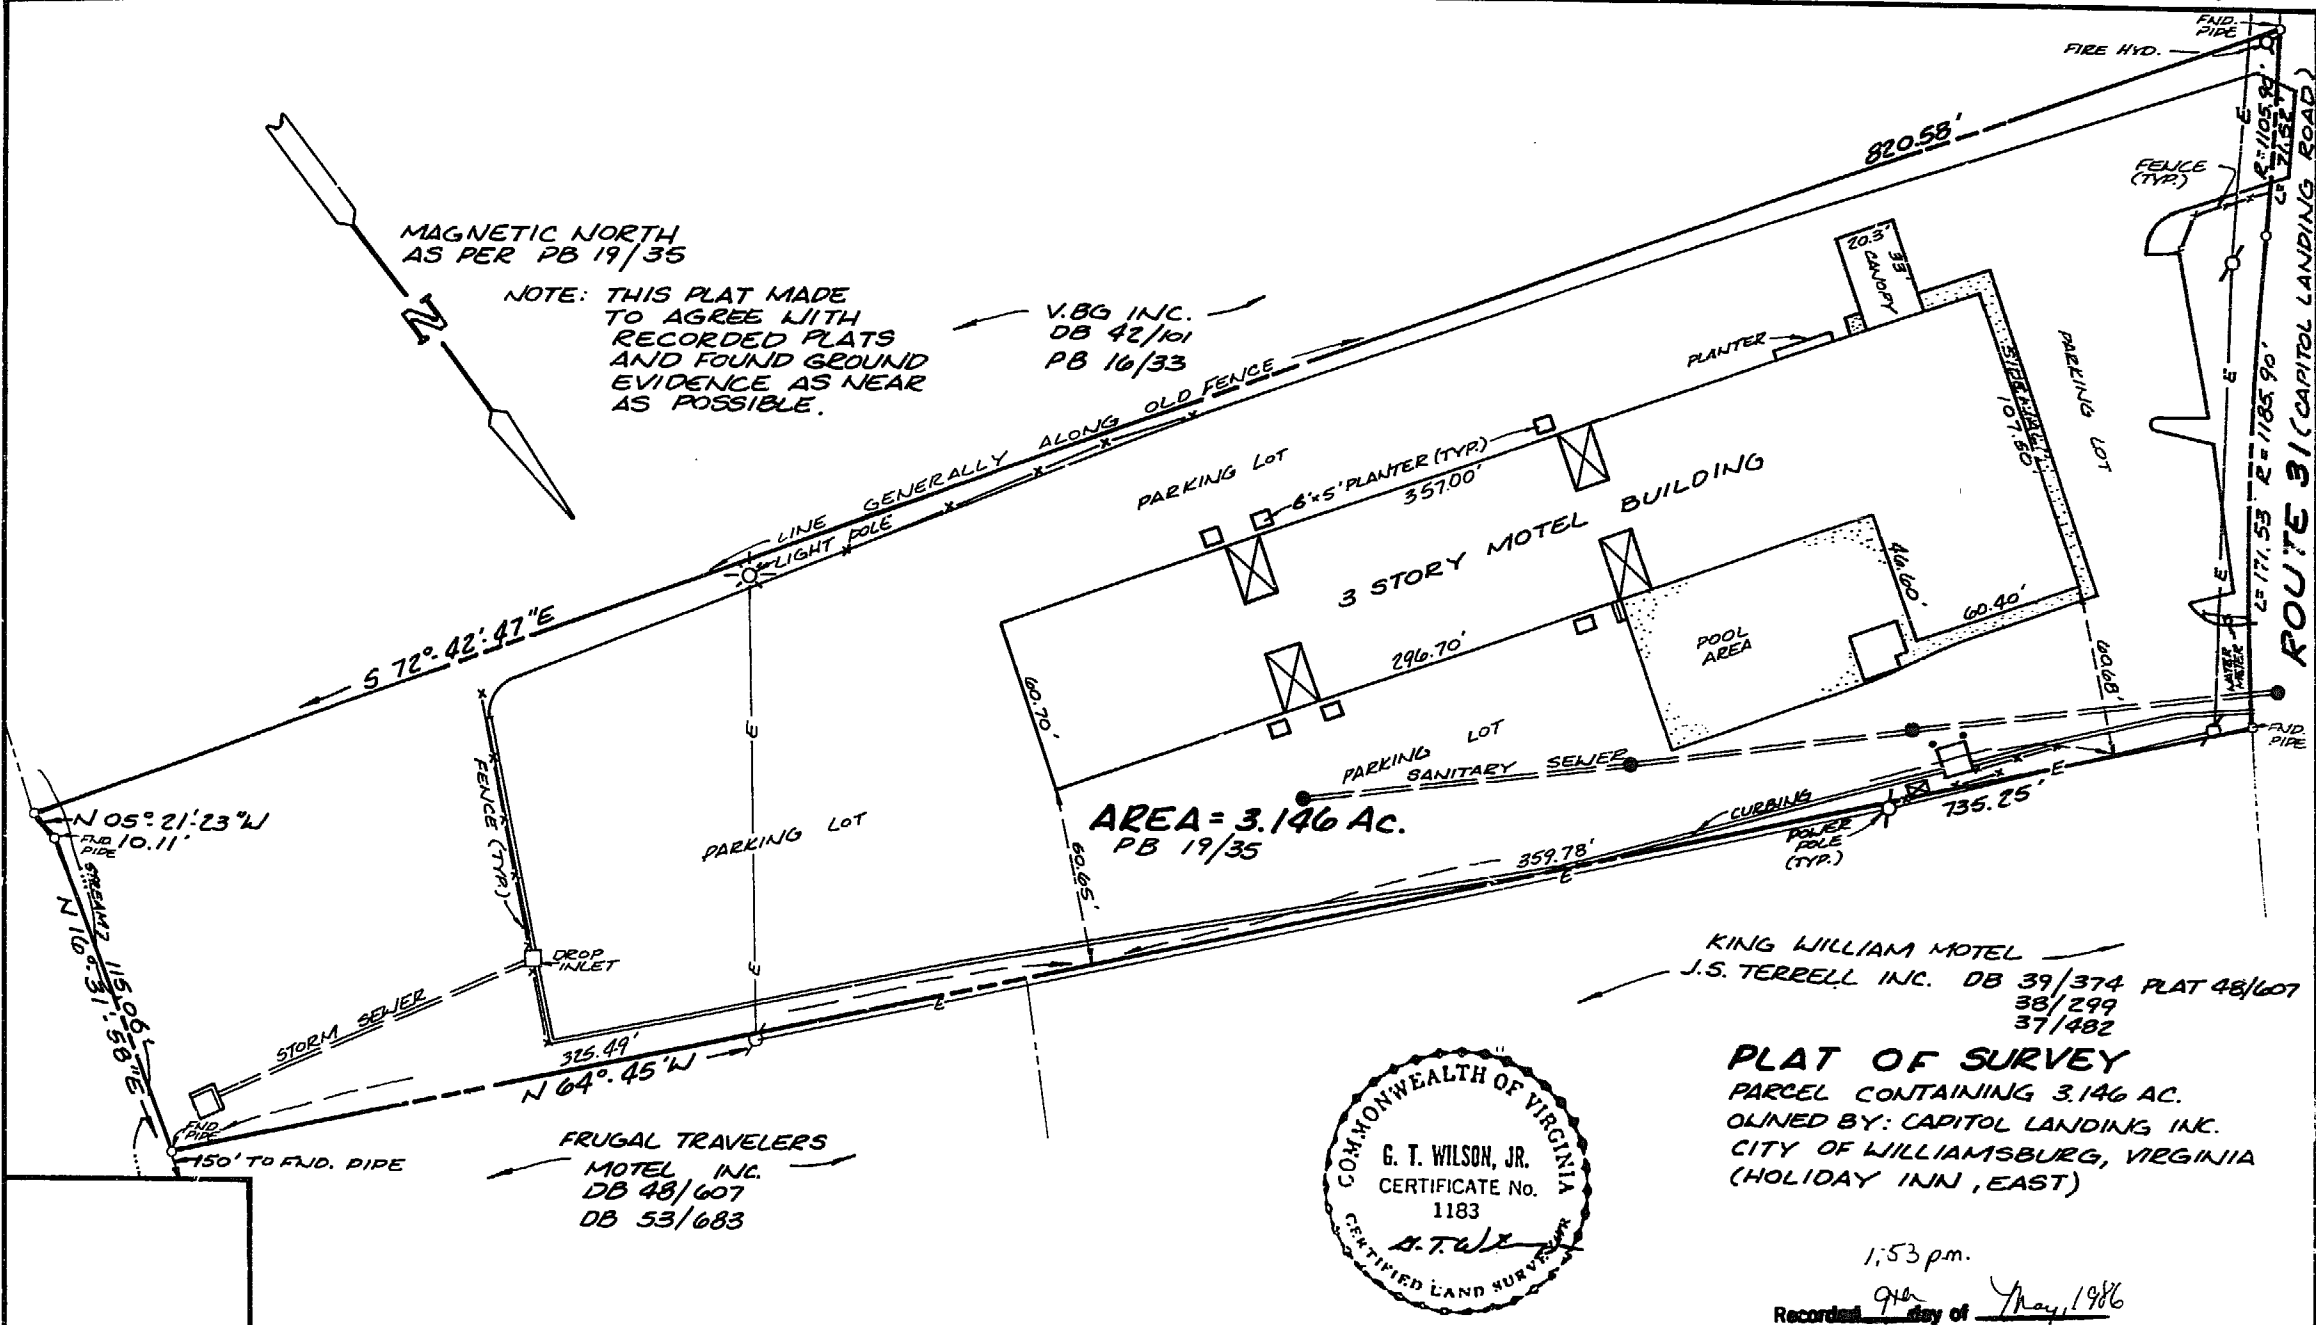 FND.
PIPE
FIRE HYD.
820.58'
R=1105.90'
L=71.52'
FENCE
(TYP.)
MAGNETIC NORTH
AS PER PB 19/35
N
NOTE: THIS PLAT MADE
TO AGREE WITH
RECORDED PLATS
AND FOUND GROUND
EVIDENCE AS NEAR
AS POSSIBLE.
V.BG INC.
DB 42/101
PB 16/33
20.3'
33'
CANOPY
PLANTER
SIDEWALK
107.60'
PARKING LOT
E
E
E
ROUTE 31 (CAPITOL LANDING ROAD)
L=171.53' R=1185.90'
LINE GENERALLY ALONG OLD FENCE
LIGHT POLE
PARKING LOT
6'x5' PLANTER (TYP.)
357.00'
3 STORY MOTEL BUILDING
46.60'
60.40'
POOL
AREA
296.70'
60.70'
60.68'
WATER
METER
FND.
PIPE
S 72°-42'-47"E
FENCE (TYP.)
E
PARKING LOT
PARKING LOT
SANITARY SEWER
AREA = 3.146 AC.
PB 19/35
CURBING
735.25'
E
POWER
POLE
(TYP.)
359.78'
E
60.65'
N 05°-21'-23"W
FND.
PIPE
10.11'
STREAM
115.06'
N 16°-31'-58"E
DROP
INLET
STORM SEWER
E
E
325.49'
N 64°-45'W
FND.
PIPE
150' TO FND. PIPE
FRUGAL TRAVELERS
MOTEL INC.
DB 48/607
DB 53/683
KING WILLIAM MOTEL
J.S. TERRELL INC. DB 39/374 PLAT 48/607
38/299
37/482
PLAT OF SURVEY
PARCEL CONTAINING 3.146 AC.
OWNED BY: CAPITOL LANDING INC.
CITY OF WILLIAMSBURG, VIRGINIA
(HOLIDAY INN, EAST)
COMMONWEALTH OF VIRGINIA
G. T. WILSON, JR.
CERTIFICATE No.
1183
G.T. W
CERTIFIED LAND SURVEYOR
1:53 p.m.
Recorded 9th day of May, 1986